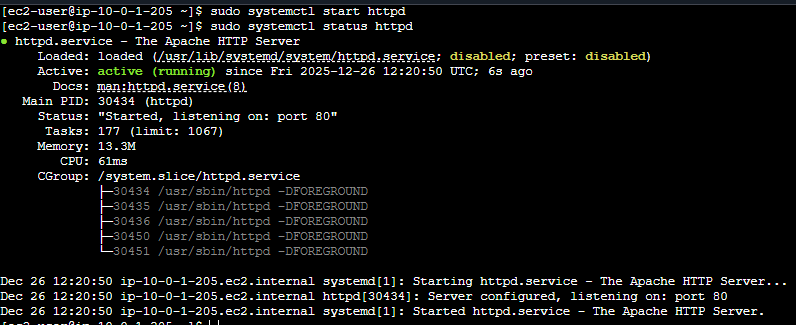 [ec2-user@ip-10-0-1-205 ~]$ sudo systemctl start httpd
[ec2-user@ip-10-0-1-205 ~]$ sudo systemctl status httpd
● httpd.service - The Apache HTTP Server
     Loaded: loaded (/usr/lib/systemd/system/httpd.service; disabled; preset: disabled)
     Active: active (running) since Fri 2025-12-26 12:20:50 UTC; 6s ago
       Docs: man:httpd.service(8)
   Main PID: 30434 (httpd)
     Status: "Started, listening on: port 80"
      Tasks: 177 (limit: 1067)
     Memory: 13.3M
        CPU: 61ms
     CGroup: /system.slice/httpd.service
             ├─30434 /usr/sbin/httpd -DFOREGROUND
             ├─30435 /usr/sbin/httpd -DFOREGROUND
             ├─30436 /usr/sbin/httpd -DFOREGROUND
             ├─30450 /usr/sbin/httpd -DFOREGROUND
             └─30451 /usr/sbin/httpd -DFOREGROUND
Dec 26 12:20:50 ip-10-0-1-205.ec2.internal systemd[1]: Starting httpd.service - The Apache HTTP Server...
Dec 26 12:20:50 ip-10-0-1-205.ec2.internal httpd[30434]: Server configured, listening on: port 80
Dec 26 12:20:50 ip-10-0-1-205.ec2.internal systemd[1]: Started httpd.service - The Apache HTTP Server.
[ec2-user@ip-10-0-1-205 ~]$